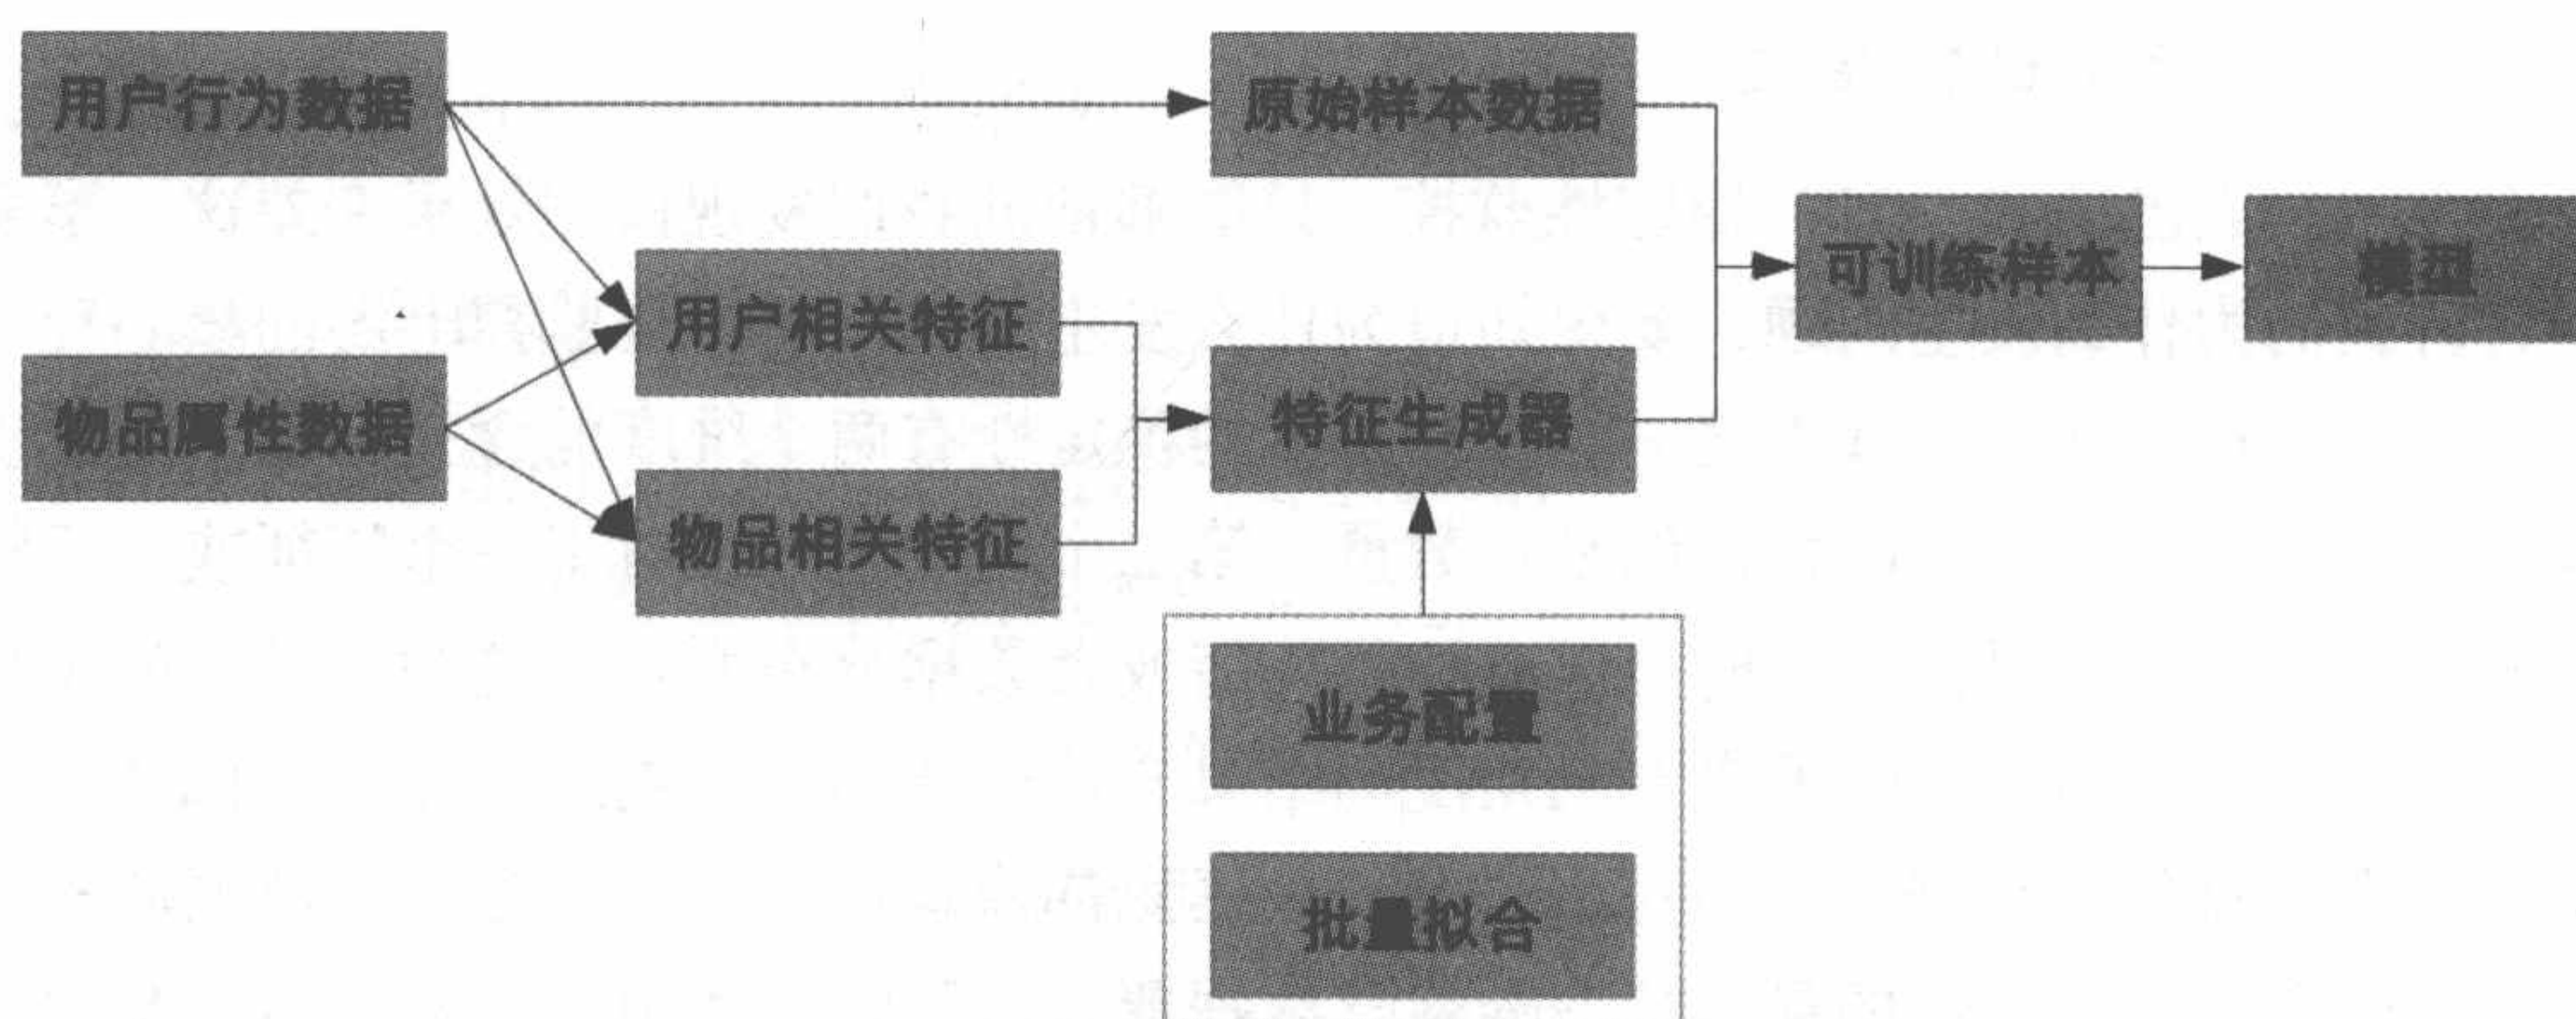 用户行为数据
原始样本数据
可训练样本
模型
用户相关特征
物品属性数据
特征生成器
物品相关特征
业务配置
批量拟合